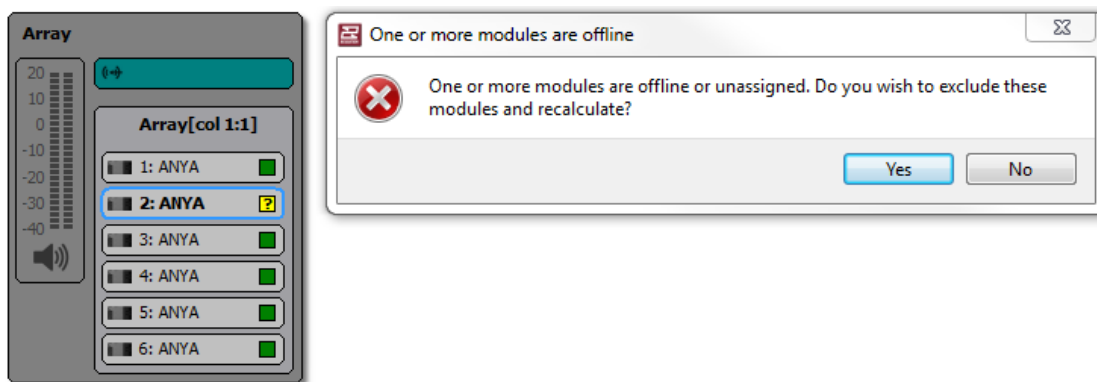 Array
20
10
0
-10
-20
-30
-40
Array[col 1:1]
1: ANYA
2: ANYA
?
3: ANYA
4: ANYA
5: ANYA
6: ANYA
One or more modules are offline
One or more modules are offline or unassigned. Do you wish to exclude these
modules and recalculate?
Yes
No